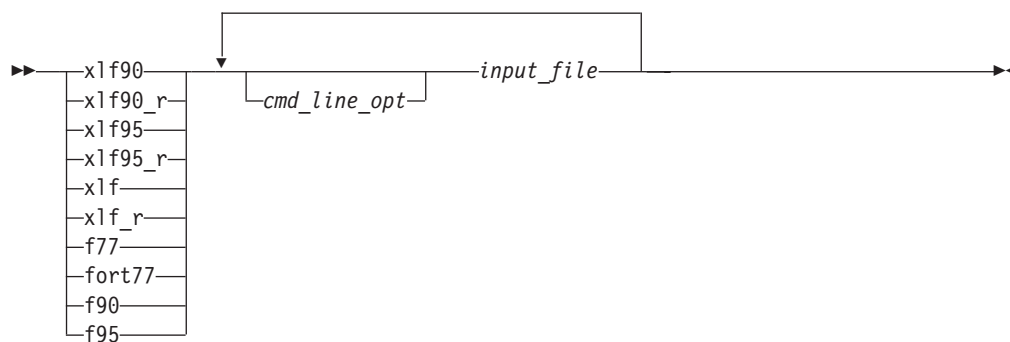 xlf90 input_file
xlf90_r cmd_line_opt
xlf95
xlf95_r
xlf
xlf_r
f77
fort77
f90
f95